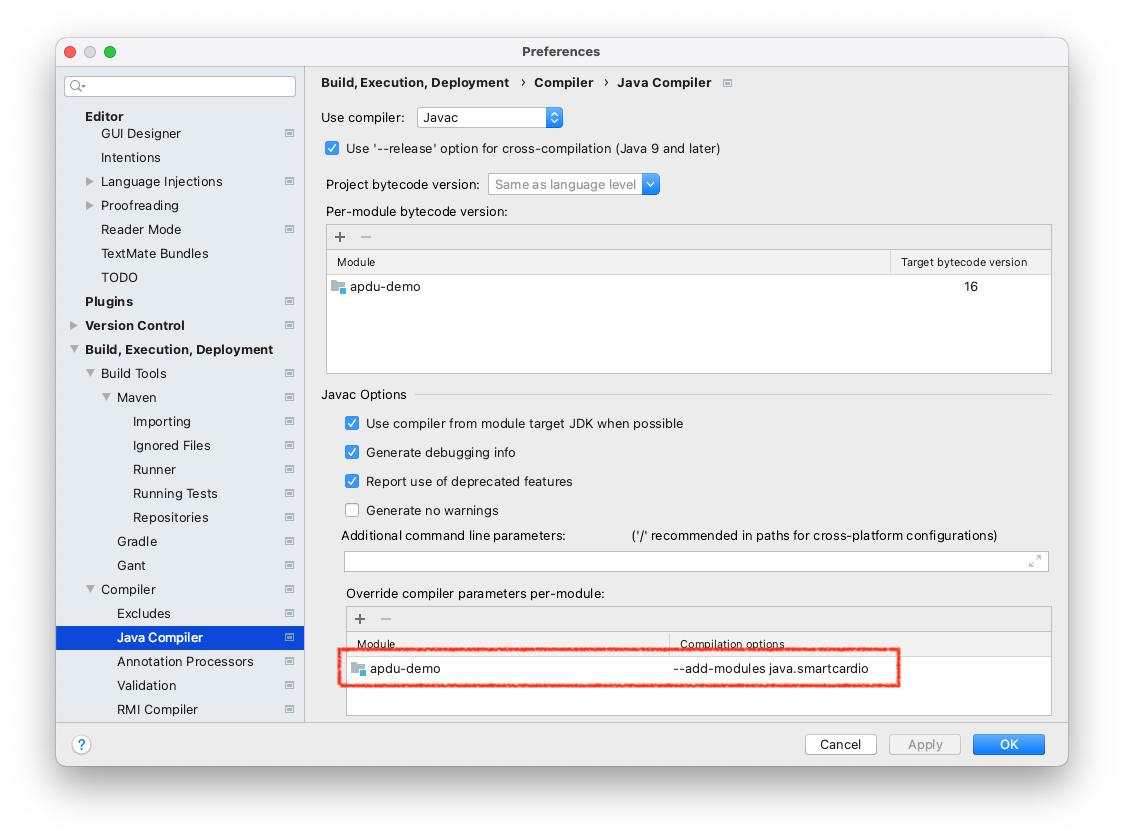 Preferences
Editor
GUI Designer
Intentions
Language Injections
Proofreading
Reader Mode
TextMate Bundles
TODO
Plugins
Version Control
Build, Execution, Deployment
Build Tools
Maven
Importing
Ignored Files
Runner
Running Tests
Repositories
Gradle
Gant
Compiler
Excludes
Java Compiler
Annotation Processors
Validation
RMI Compiler
Build, Execution, Deployment › Compiler › Java Compiler
Use compiler: Javac
Use '--release' option for cross-compilation (Java 9 and later)
Project bytecode version: Same as language level
Per-module bytecode version:
+ −
Module Target bytecode version
apdu-demo 16
Javac Options
Use compiler from module target JDK when possible
Generate debugging info
Report use of deprecated features
Generate no warnings
Additional command line parameters: ('/' recommended in paths for cross-platform configurations)
Override compiler parameters per-module:
+ −
Module Compilation options
apdu-demo --add-modules java.smartcardio
? Cancel Apply OK